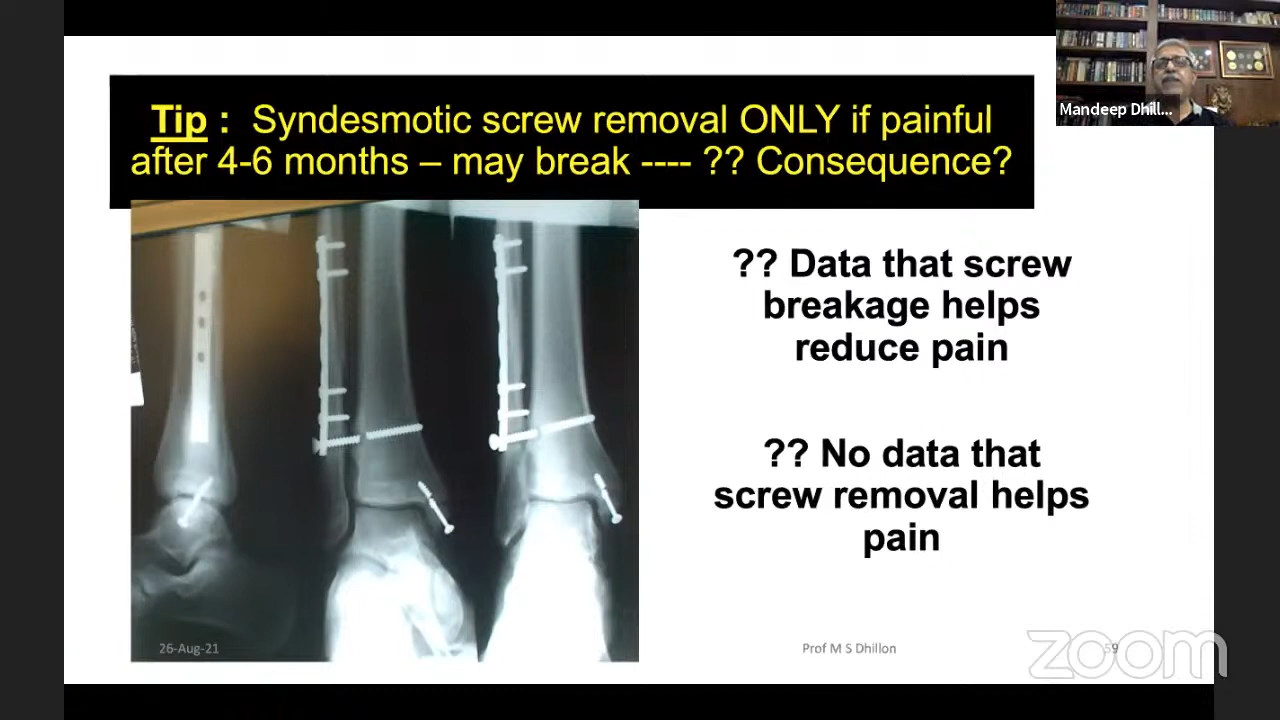 Mandeep Dhill...
Tip : Syndesmotic screw removal ONLY if painful
after 4-6 months – may break ---- ?? Consequence?
?? Data that screw
breakage helps
reduce pain
?? No data that
screw removal helps
pain
26-Aug-21
Prof M S Dhillon
59
zoom